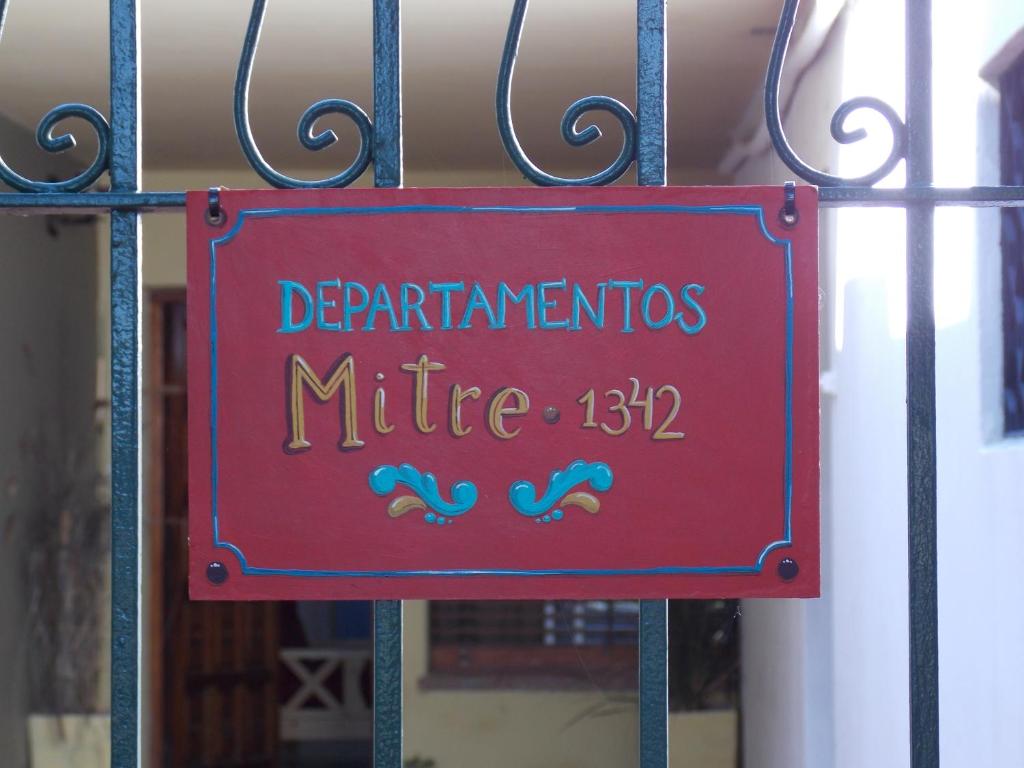 DEPARTAMENTOS
Mitre · 1342